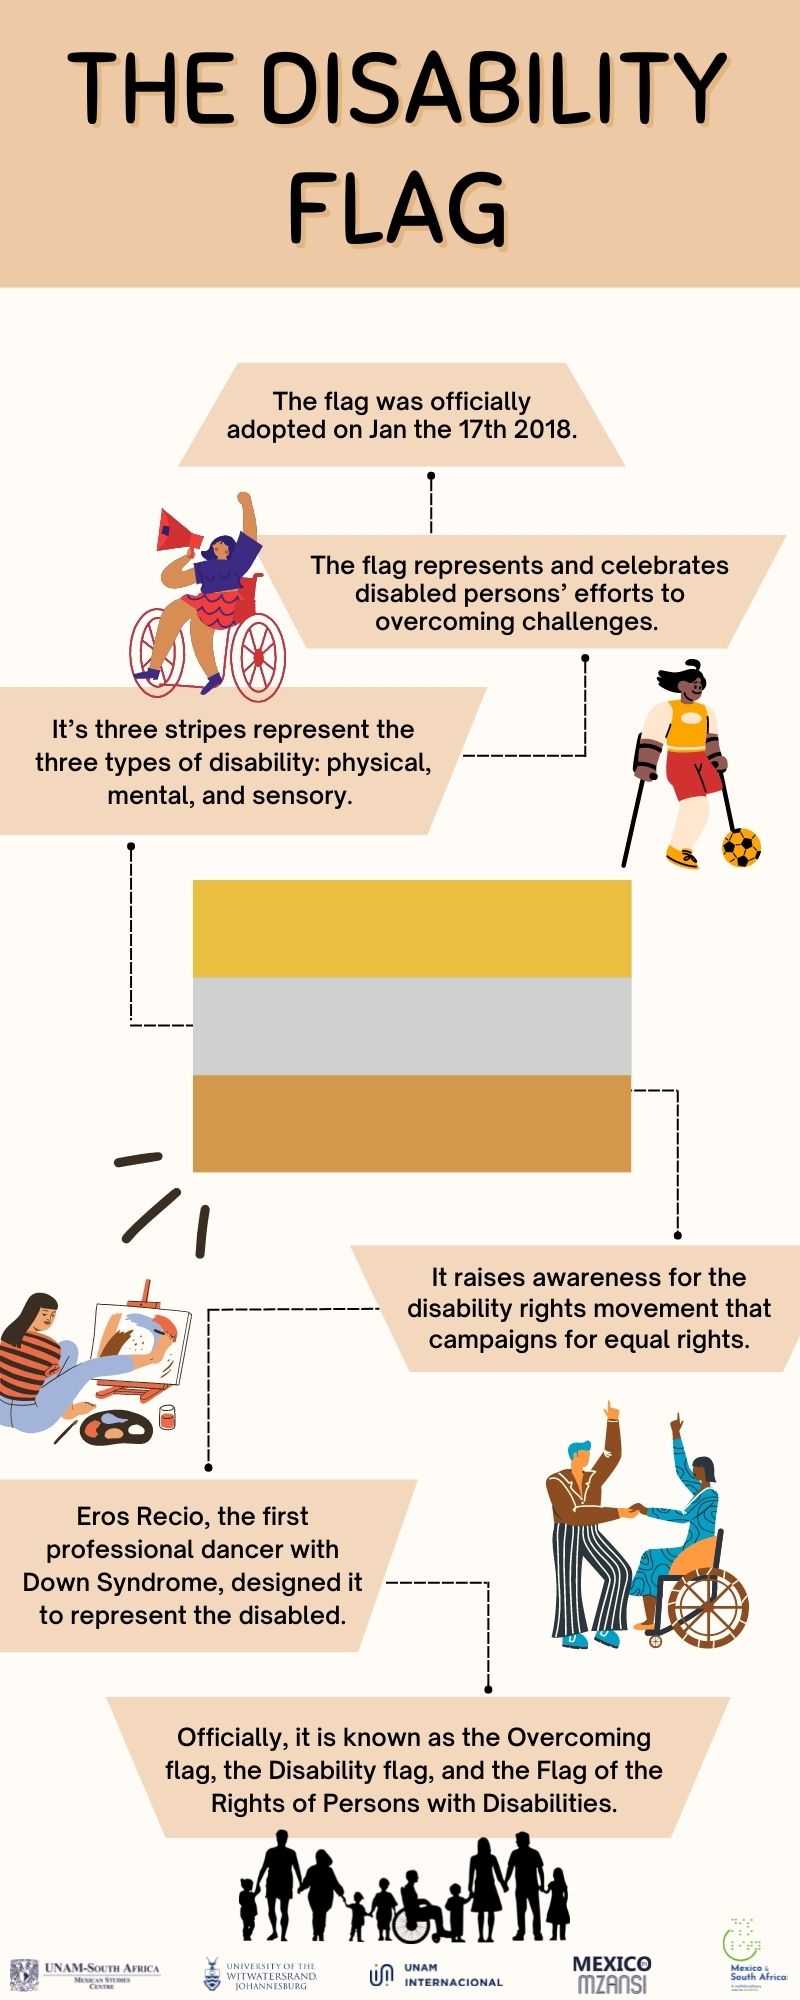 THE DISABILITY
FLAG
The flag was officially
adopted on Jan the 17th 2018.
The flag represents and celebrates
disabled persons’ efforts to
overcoming challenges.
It’s three stripes represent the
three types of disability: physical,
mental, and sensory.
It raises awareness for the
disability rights movement that
campaigns for equal rights.
Eros Recio, the first
professional dancer with
Down Syndrome, designed it
to represent the disabled.
Officially, it is known as the Overcoming
flag, the Disability flag, and the Flag of the
Rights of Persons with Disabilities.
UNAM-SOUTH AFRICA
MEXICAN STUDIES
CENTRE
UNIVERSITY OF THE
WITWATERSRAND,
JOHANNESBURG
UNAM
INTERNACIONAL
MEXICO
MZANSI
Mexico &
South Africa: